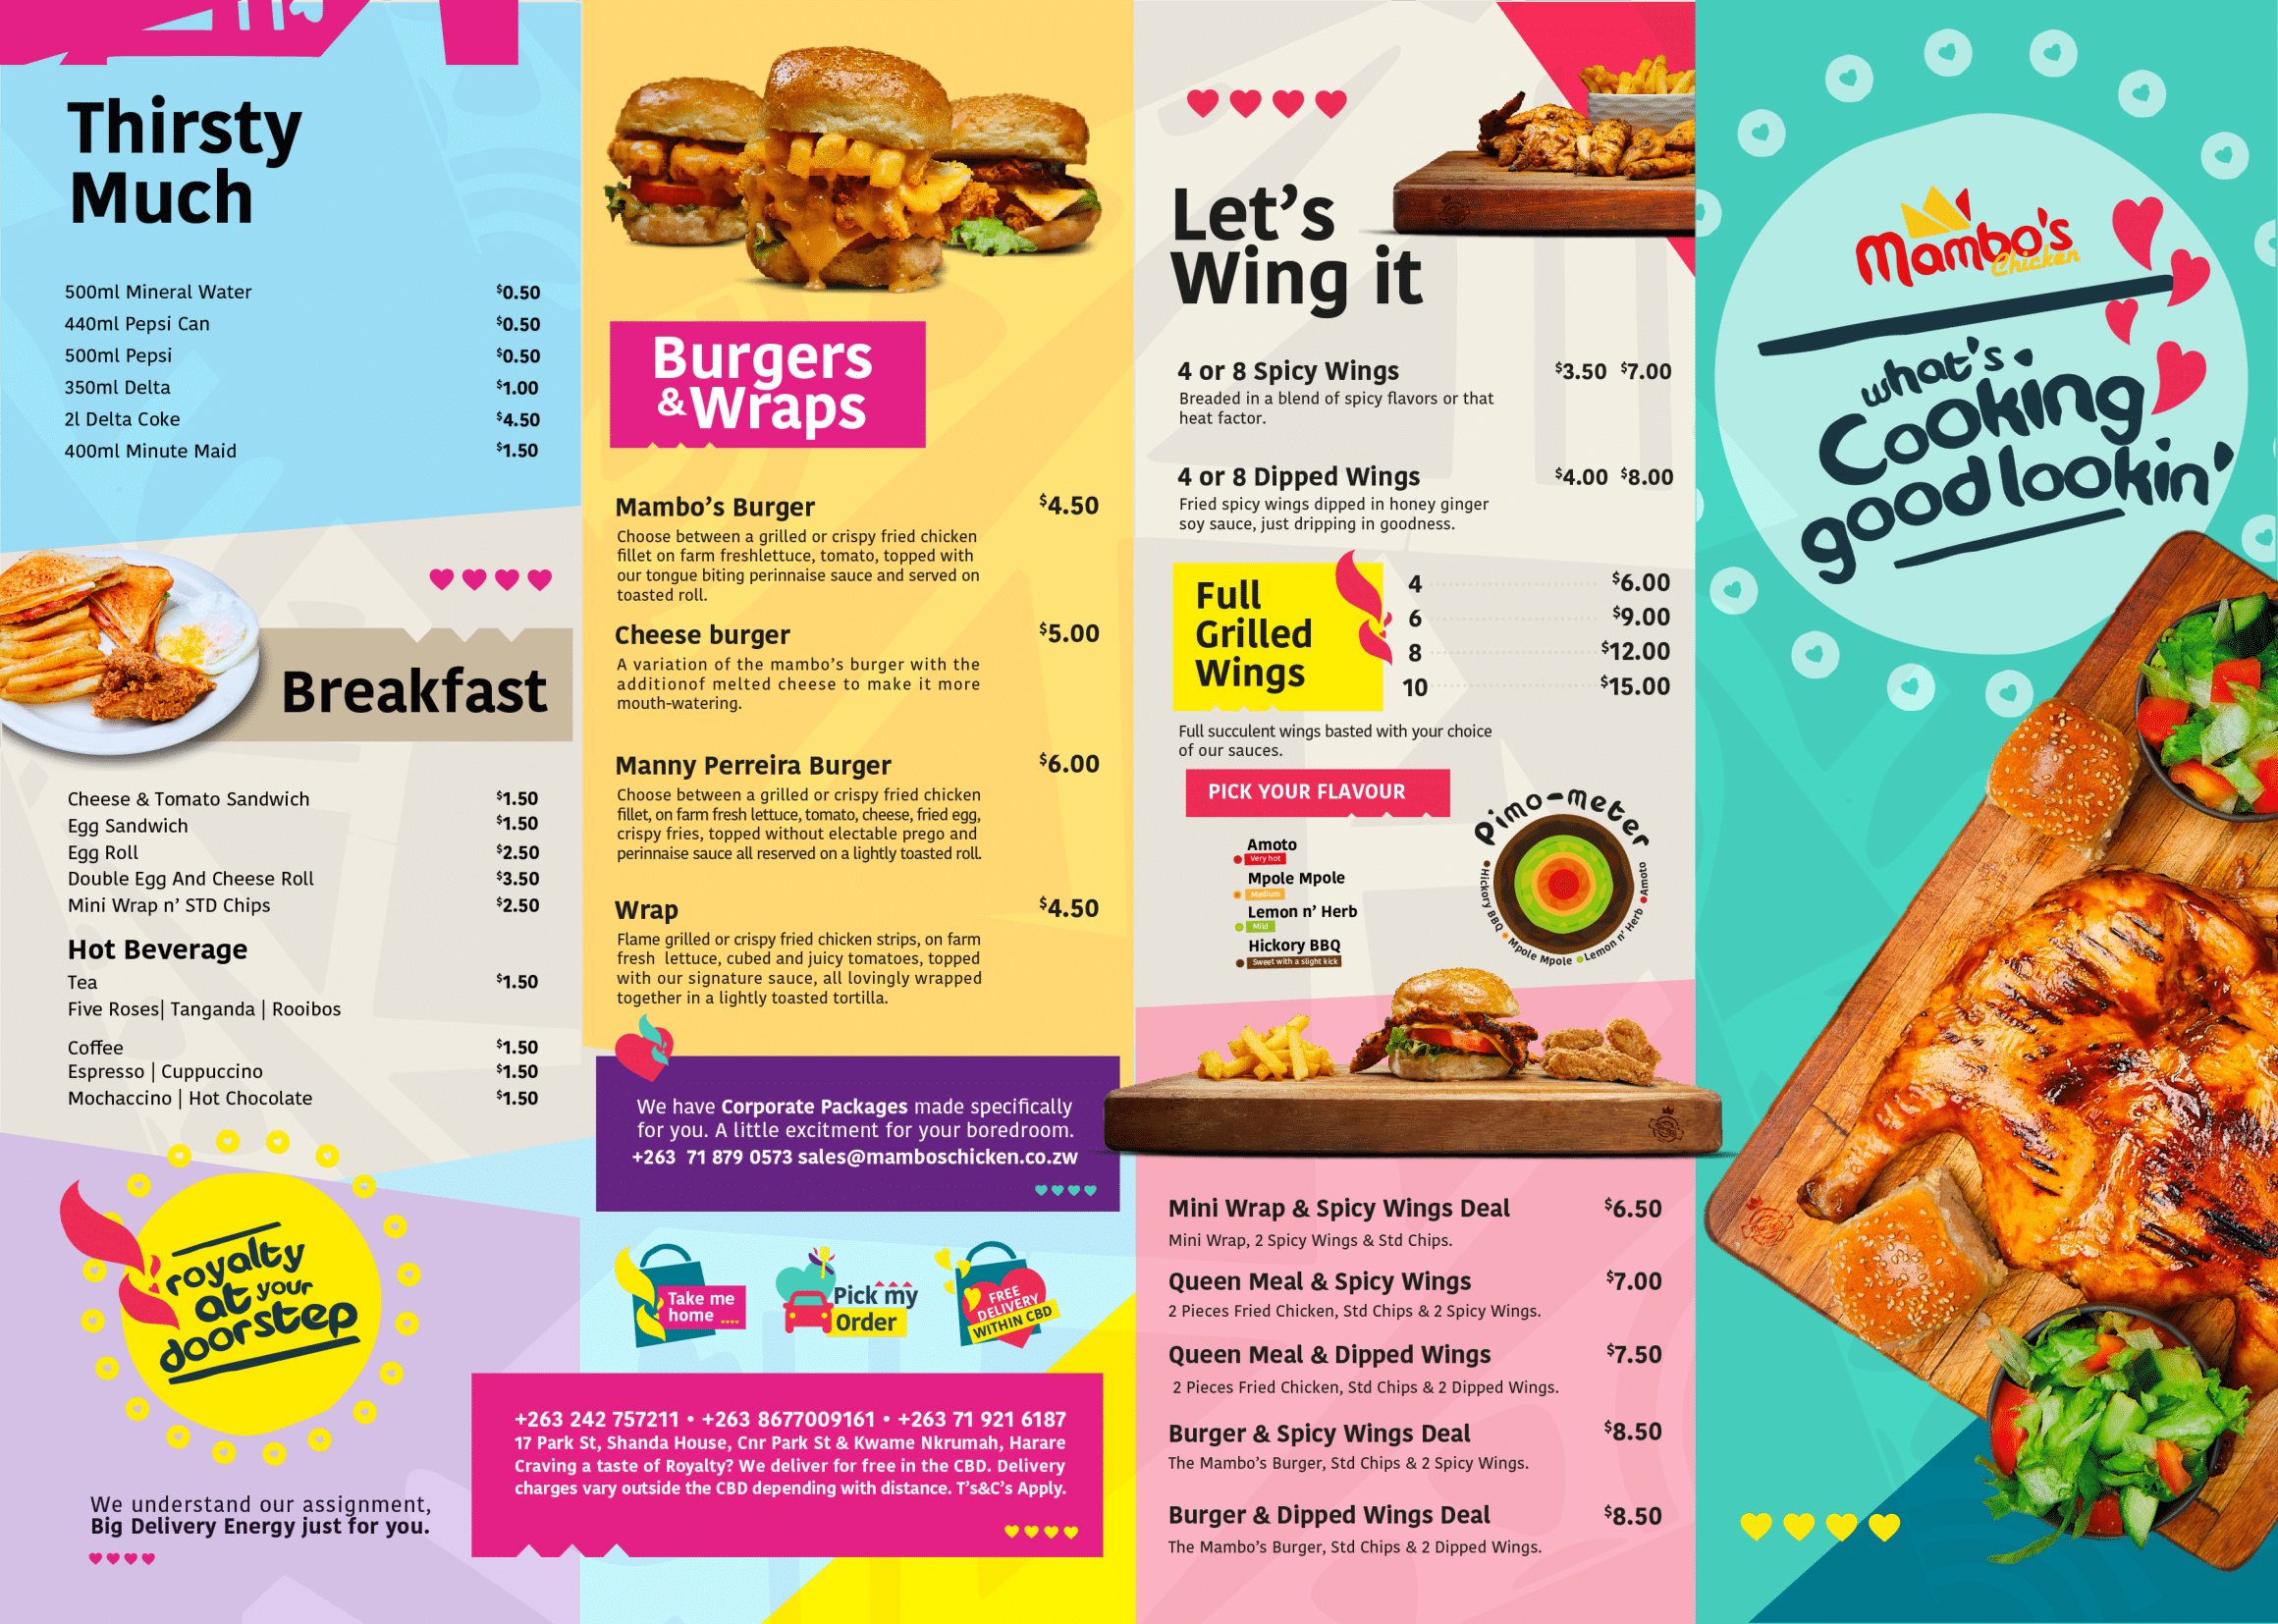 Thirsty
Much
500ml Mineral Water $0.50
440ml Pepsi Can $0.50
500ml Pepsi $0.50
350ml Delta $1.00
2l Delta Coke $4.50
400ml Minute Maid $1.50
Breakfast
Cheese & Tomato Sandwich $1.50
Egg Sandwich $1.50
Egg Roll $2.50
Double Egg And Cheese Roll $3.50
Mini Wrap n’ STD Chips $2.50
Hot Beverage
Tea $1.50
Five Roses| Tanganda | Rooibos
Coffee $1.50
Espresso | Cuppuccino $1.50
Mochaccino | Hot Chocolate $1.50
royalty
at your
doorstep
We understand our assignment,
Big Delivery Energy just for you.
Burgers
&Wraps
Mambo’s Burger $4.50
Choose between a grilled or crispy fried chicken
fillet on farm freshlettuce, tomato, topped with
our tongue biting perinnaise sauce and served on
toasted roll.
Cheese burger $5.00
A variation of the mambo’s burger with the
additionof melted cheese to make it more
mouth-watering.
Manny Perreira Burger $6.00
Choose between a grilled or crispy fried chicken
fillet, on farm fresh lettuce, tomato, cheese, fried egg,
crispy fries, topped without electable prego and
perinnaise sauce all reserved on a lightly toasted roll.
Wrap $4.50
Flame grilled or crispy fried chicken strips, on farm
fresh lettuce, cubed and juicy tomatoes, topped
with our signature sauce, all lovingly wrapped
together in a lightly toasted tortilla.
We have Corporate Packages made specifically
for you. A little excitment for your boredroom.
+263 71 879 0573 sales@mamboschicken.co.zw
Take me
home
Pick my
Order
FREE
DELIVERY
WITHIN CBD
+263 242 757211 • +263 8677009161 • +263 71 921 6187
17 Park St, Shanda House, Cnr Park St & Kwame Nkrumah, Harare
Craving a taste of Royalty? We deliver for free in the CBD. Delivery
charges vary outside the CBD depending with distance. T’s&C’s Apply.
Let’s
Wing it
4 or 8 Spicy Wings $3.50 $7.00
Breaded in a blend of spicy flavors or that
heat factor.
4 or 8 Dipped Wings $4.00 $8.00
Fried spicy wings dipped in honey ginger
soy sauce, just dripping in goodness.
Full
Grilled
Wings
4 $6.00
6 $9.00
8 $12.00
10 $15.00
Full succulent wings basted with your choice
of our sauces.
PICK YOUR FLAVOUR
Amoto
Very hot
Mpole Mpole
Medium
Lemon n’ Herb
Mild
Hickory BBQ
Sweet with a slight kick
Pimo-meter
Hickory BBQ Mpole Mpole Lemon n’ Herb Amoto
Mini Wrap & Spicy Wings Deal $6.50
Mini Wrap, 2 Spicy Wings & Std Chips.
Queen Meal & Spicy Wings $7.00
2 Pieces Fried Chicken, Std Chips & 2 Spicy Wings.
Queen Meal & Dipped Wings $7.50
2 Pieces Fried Chicken, Std Chips & 2 Dipped Wings.
Burger & Spicy Wings Deal $8.50
The Mambo’s Burger, Std Chips & 2 Spicy Wings.
Burger & Dipped Wings Deal $8.50
The Mambo’s Burger, Std Chips & 2 Dipped Wings.
Mambo’s
Chicken
what’s
Cooking
good lookin’